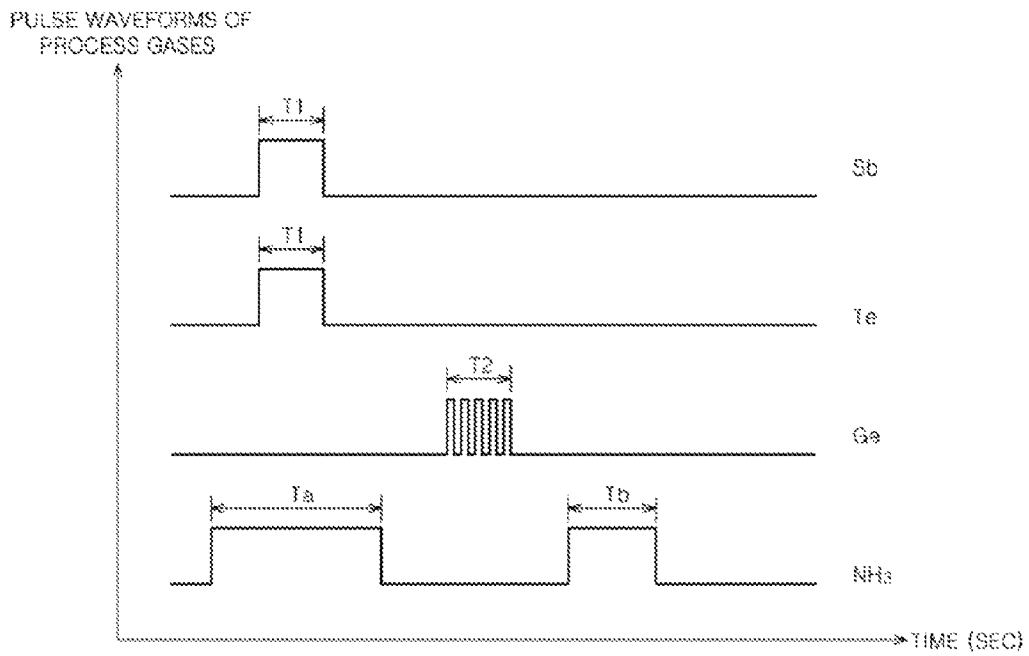 PULSE WAVEFORMS OF
PROCESS GASES
T1
Sb
T1
Te
T2
Ge
Ta
Tb
NH₃
TIME (SEC)